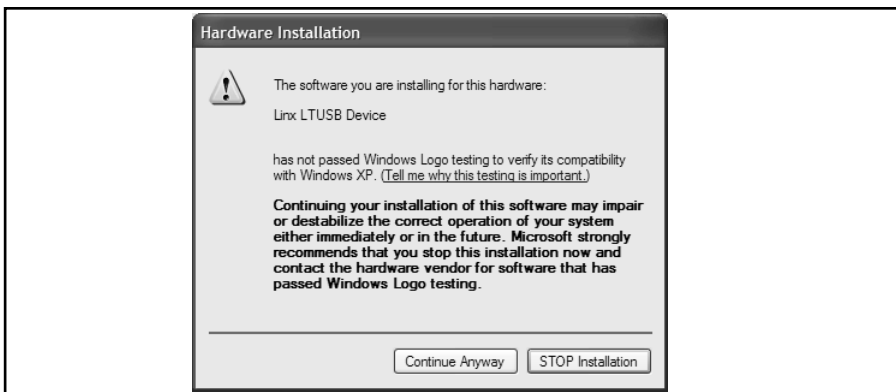 Hardware Installation
The software you are installing for this hardware:
Linx LTUSB Device
has not passed Windows Logo testing to verify its compatibility
with Windows XP. (Tell me why this testing is important.)
Continuing your installation of this software may impair
or destabilize the correct operation of your system
either immediately or in the future. Microsoft strongly
recommends that you stop this installation now and
contact the hardware vendor for software that has
passed Windows Logo testing.
Continue Anyway
STOP Installation